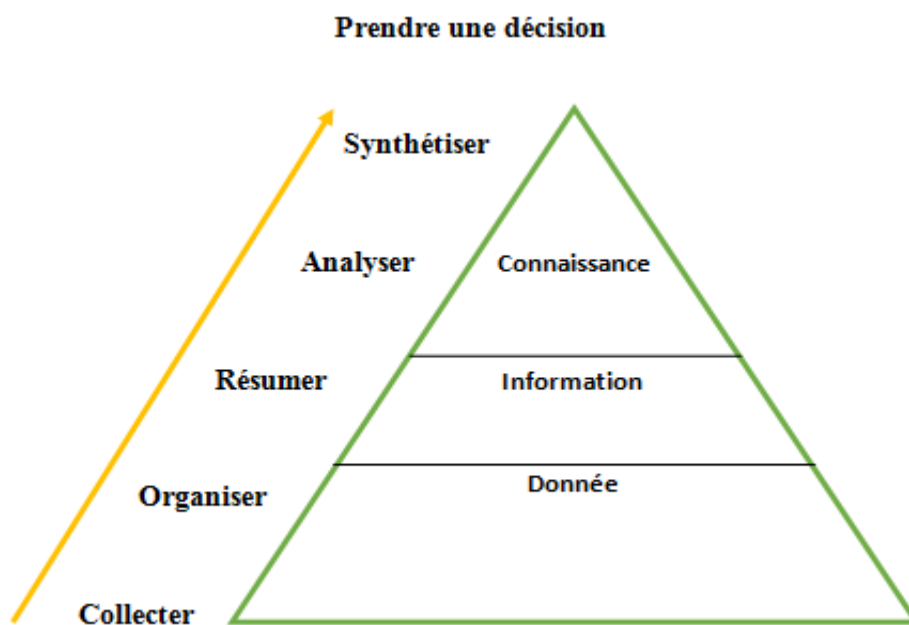 Prendre une décision
Synthétiser
Analyser
Connaissance
Résumer
Information
Donnée
Organiser
Collecter